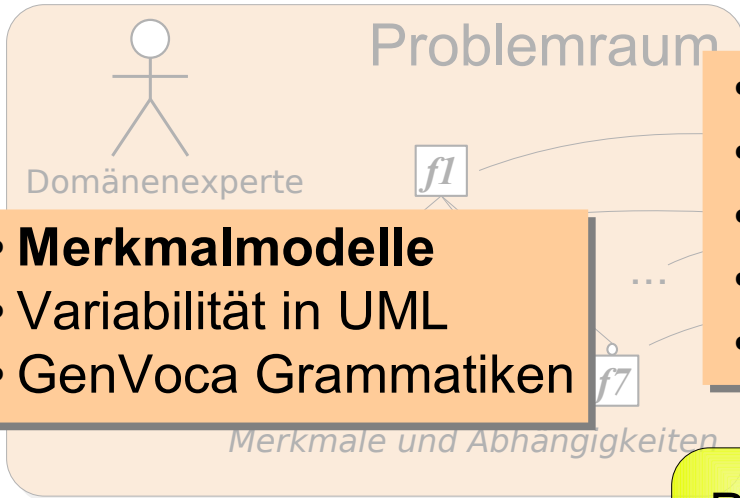 Problemraum
Domänenexperte
f1
• Merkmalmodelle
...
• Variabilität in UML
• GenVoca Grammatiken
f7
Merkmale und Abhängigkeiten